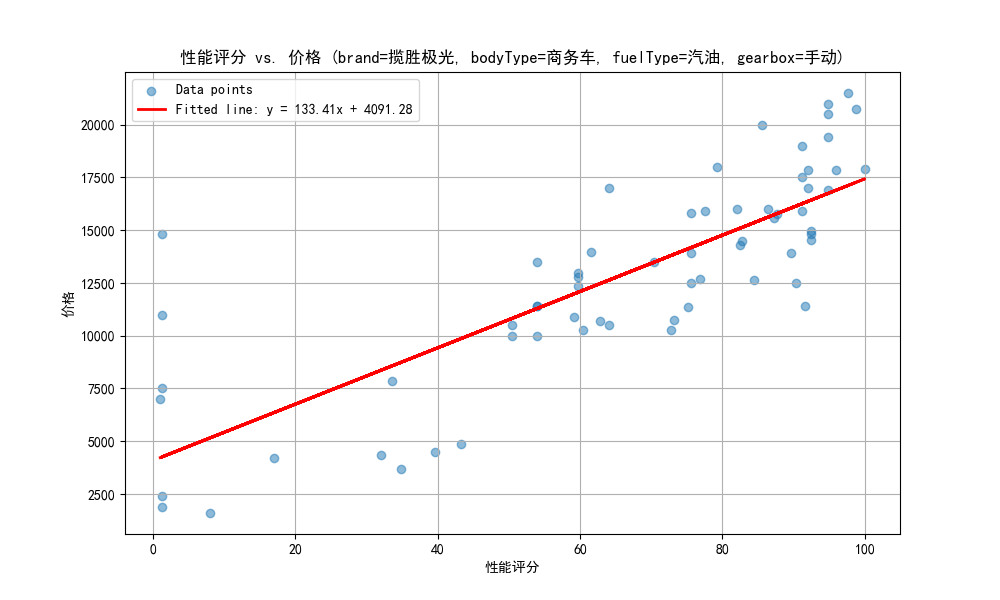 性能评分 vs. 价格 (brand=揽胜极光, bodyType=商务车, fuelType=汽油, gearbox=手动)
Data points
Fitted line: y = 133.41x + 4091.28
20000
17500
15000
12500
10000
7500
5000
2500
价格
0 20 40 60 80 100
性能评分